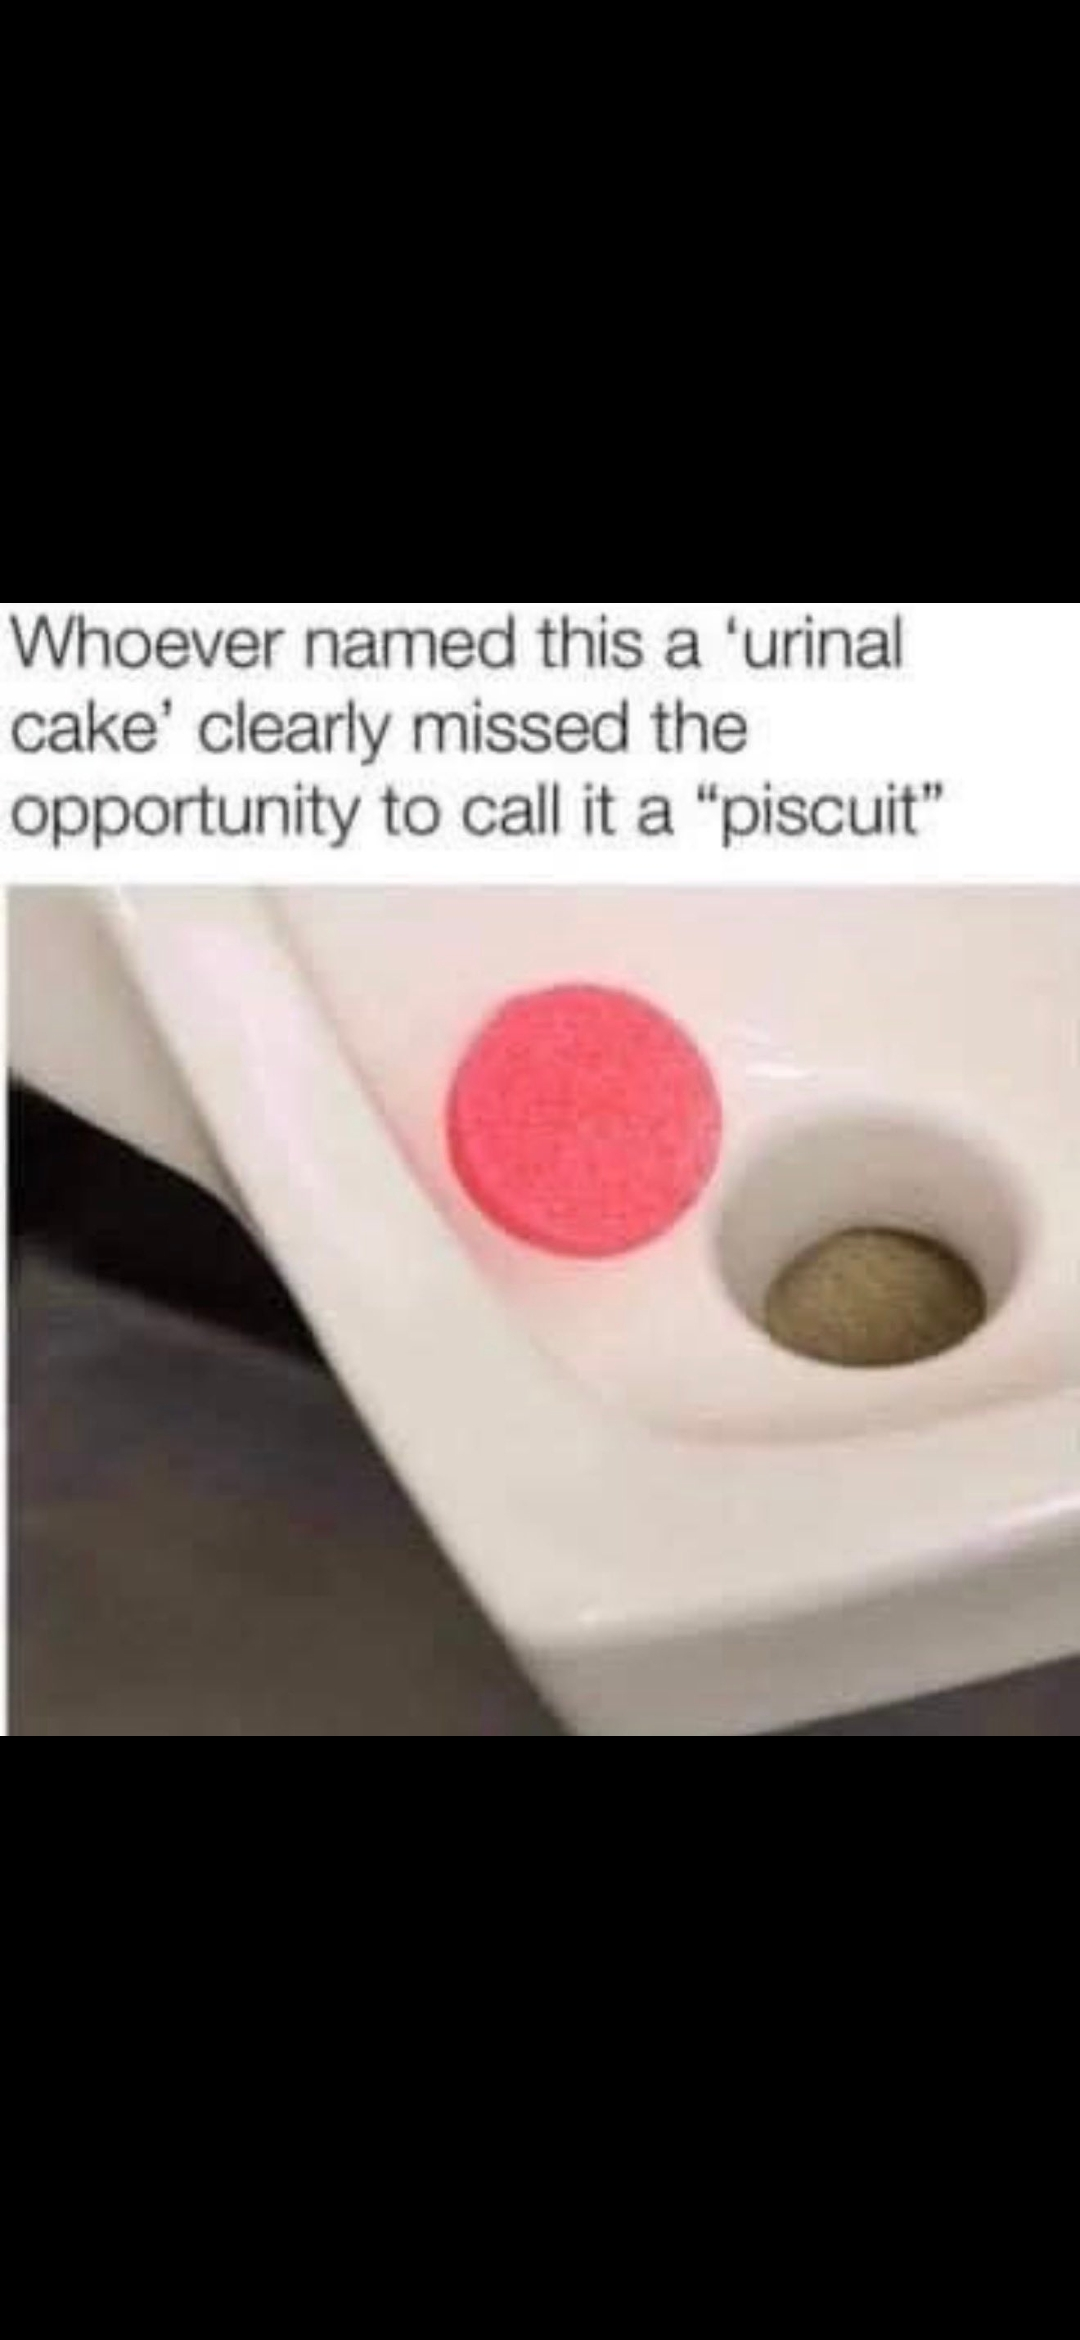 Whoever named this a ‘urinal
cake’ clearly missed the
opportunity to call it a “piscuit”